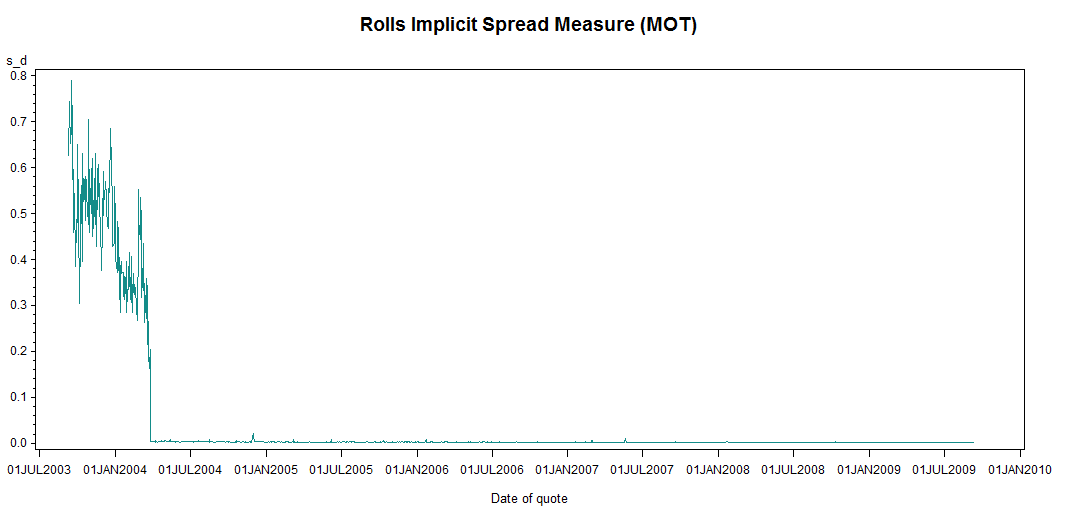 Rolls Implicit Spread Measure (MOT)
s_d
0.8
0.7
0.6
0.5
0.4
0.3
0.2
0.1
0.0
01JUL2003 01JAN2004 01JUL2004 01JAN2005 01JUL2005 01JAN2006 01JUL2006 01JAN2007 01JUL2007 01JAN2008 01JUL2008 01JAN2009 01JUL2009 01JAN2010
Date of quote